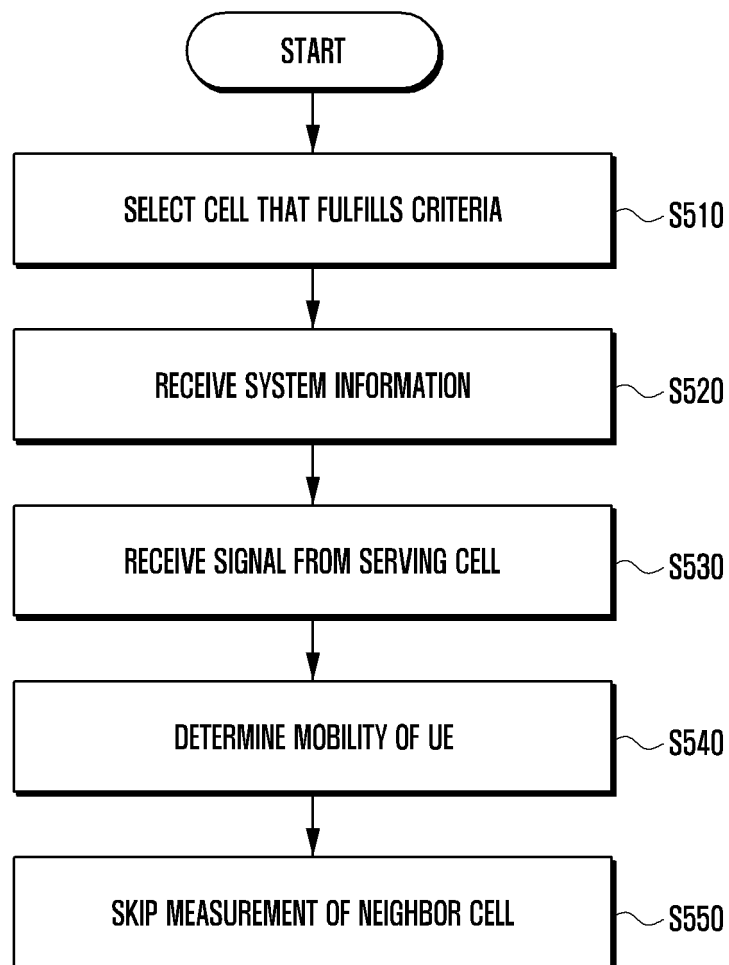 START
SELECT CELL THAT FULFILLS CRITERIA
S510
RECEIVE SYSTEM INFORMATION
S520
RECEIVE SIGNAL FROM SERVING CELL
S530
DETERMINE MOBILITY OF UE
S540
SKIP MEASUREMENT OF NEIGHBOR CELL
S550